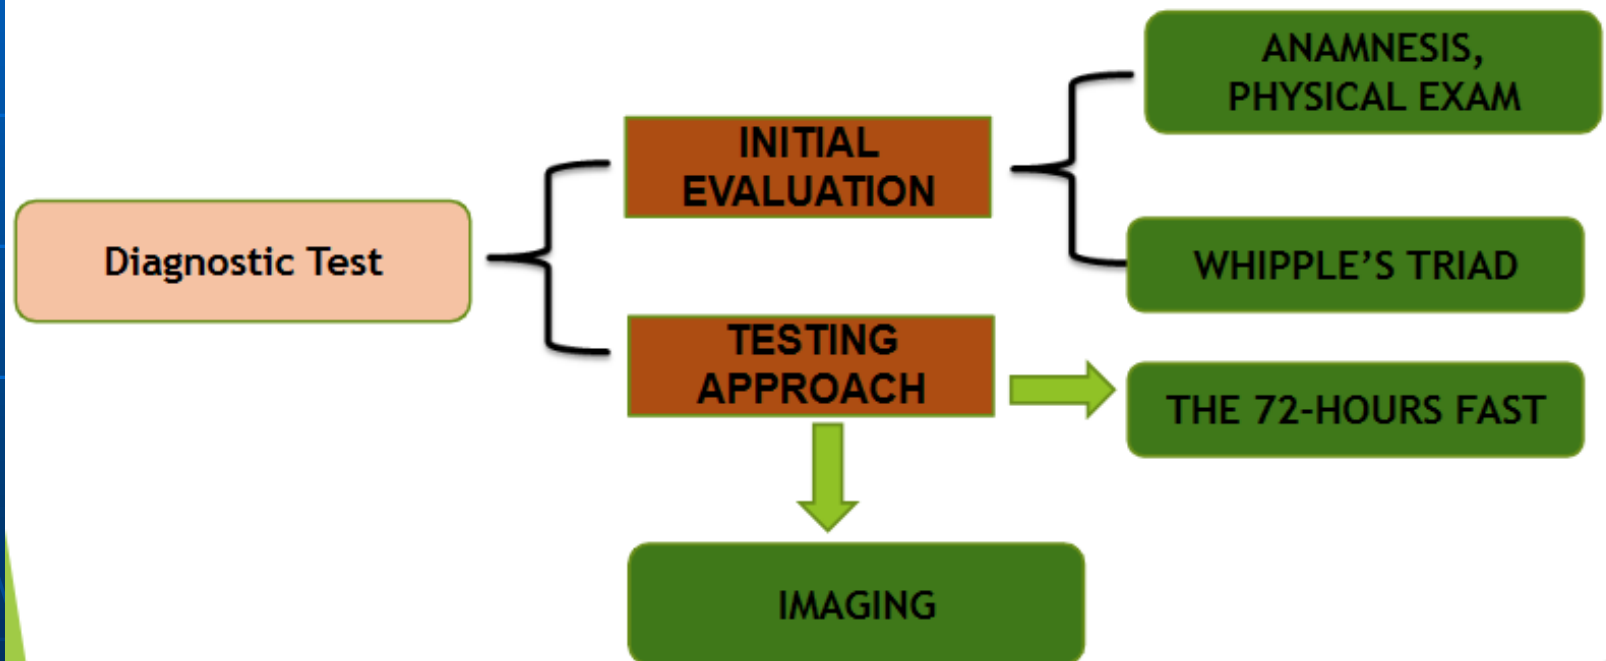 Diagnostic Test
INITIAL
EVALUATION
ANAMNESIS,
PHYSICAL EXAM
WHIPPLE’S TRIAD
TESTING
APPROACH
THE 72-HOURS FAST
IMAGING